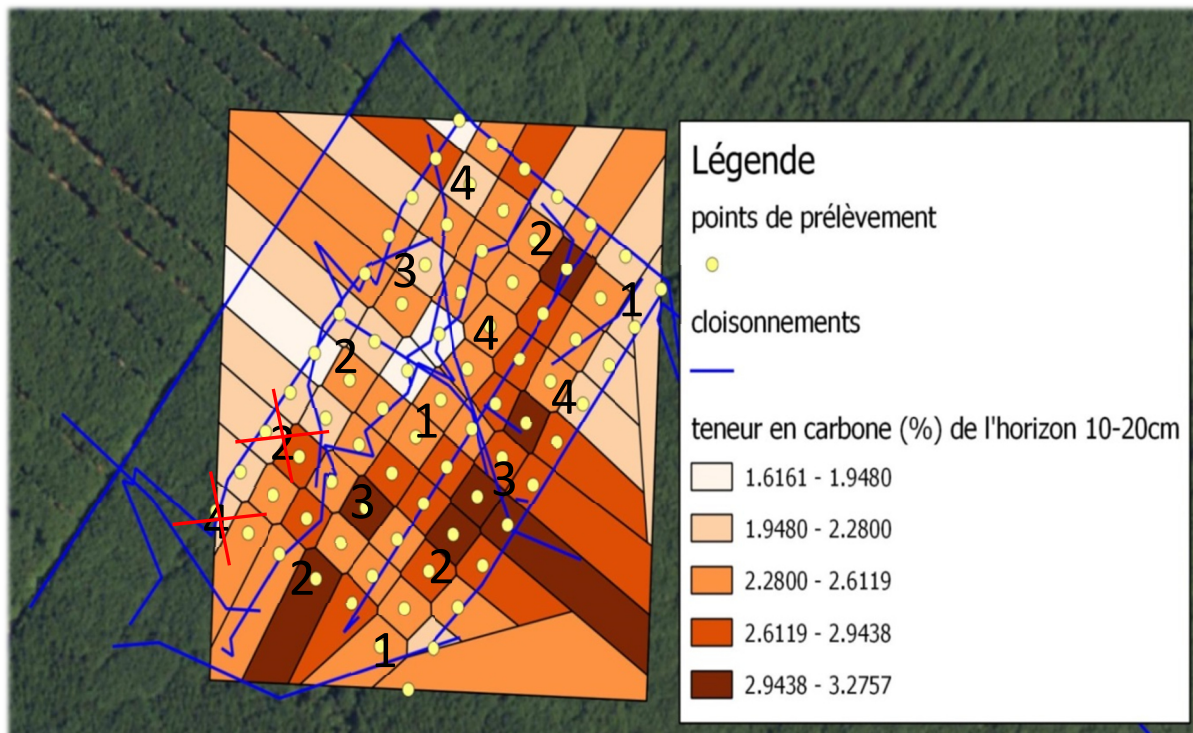 4
2
3
1
4
2
4
1
2
3
3
4
2
2
1
Légende
points de prélèvement
cloisonnements
teneur en carbone (%) de l'horizon 10-20cm
1.6161 - 1.9480
1.9480 - 2.2800
2.2800 - 2.6119
2.6119 - 2.9438
2.9438 - 3.2757